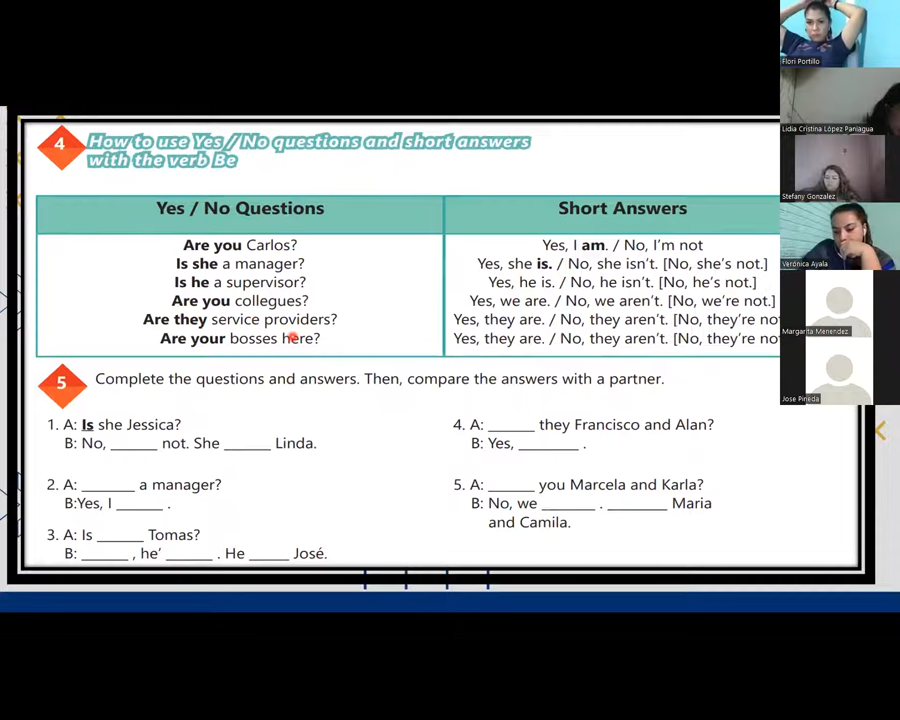 4
How to use Yes / No questions and short answers
with the verb Be
Yes / No Questions
Short Answers
Are you Carlos?
Yes, I am. / No, I'm not
Is she a manager?
Yes, she is. / No, she isn't. [No, she's not.]
Is he a supervisor?
Yes, he is. / No, he isn't. [No, he's not.]
Are you collegues?
Yes, we are. / No, we aren't. [No, we're not.]
Are they service providers?
Yes, they are. / No, they aren't. [No, they're no
Are your bosses here?
Yes, they are. / No, they aren't. [No, they're no
5
Complete the questions and answers. Then, compare the answers with a partner.
1. A: Is she Jessica?
B: No, ______ not. She ______ Linda.
2. A: _______ a manager?
B:Yes, I ______ .
3. A: Is ______ Tomas?
B: ______ , he' ______ . He _____ José.
4. A: ______ they Francisco and Alan?
B: Yes, ________ .
5. A: ______ you Marcela and Karla?
B: No, we _______ . ________ Maria
and Camila.
Flori Portillo
Lidia Cristina López Paniagua
Stefany Gonzalez
Verónica Ayala
Margarita Menendez
Jose Pineda